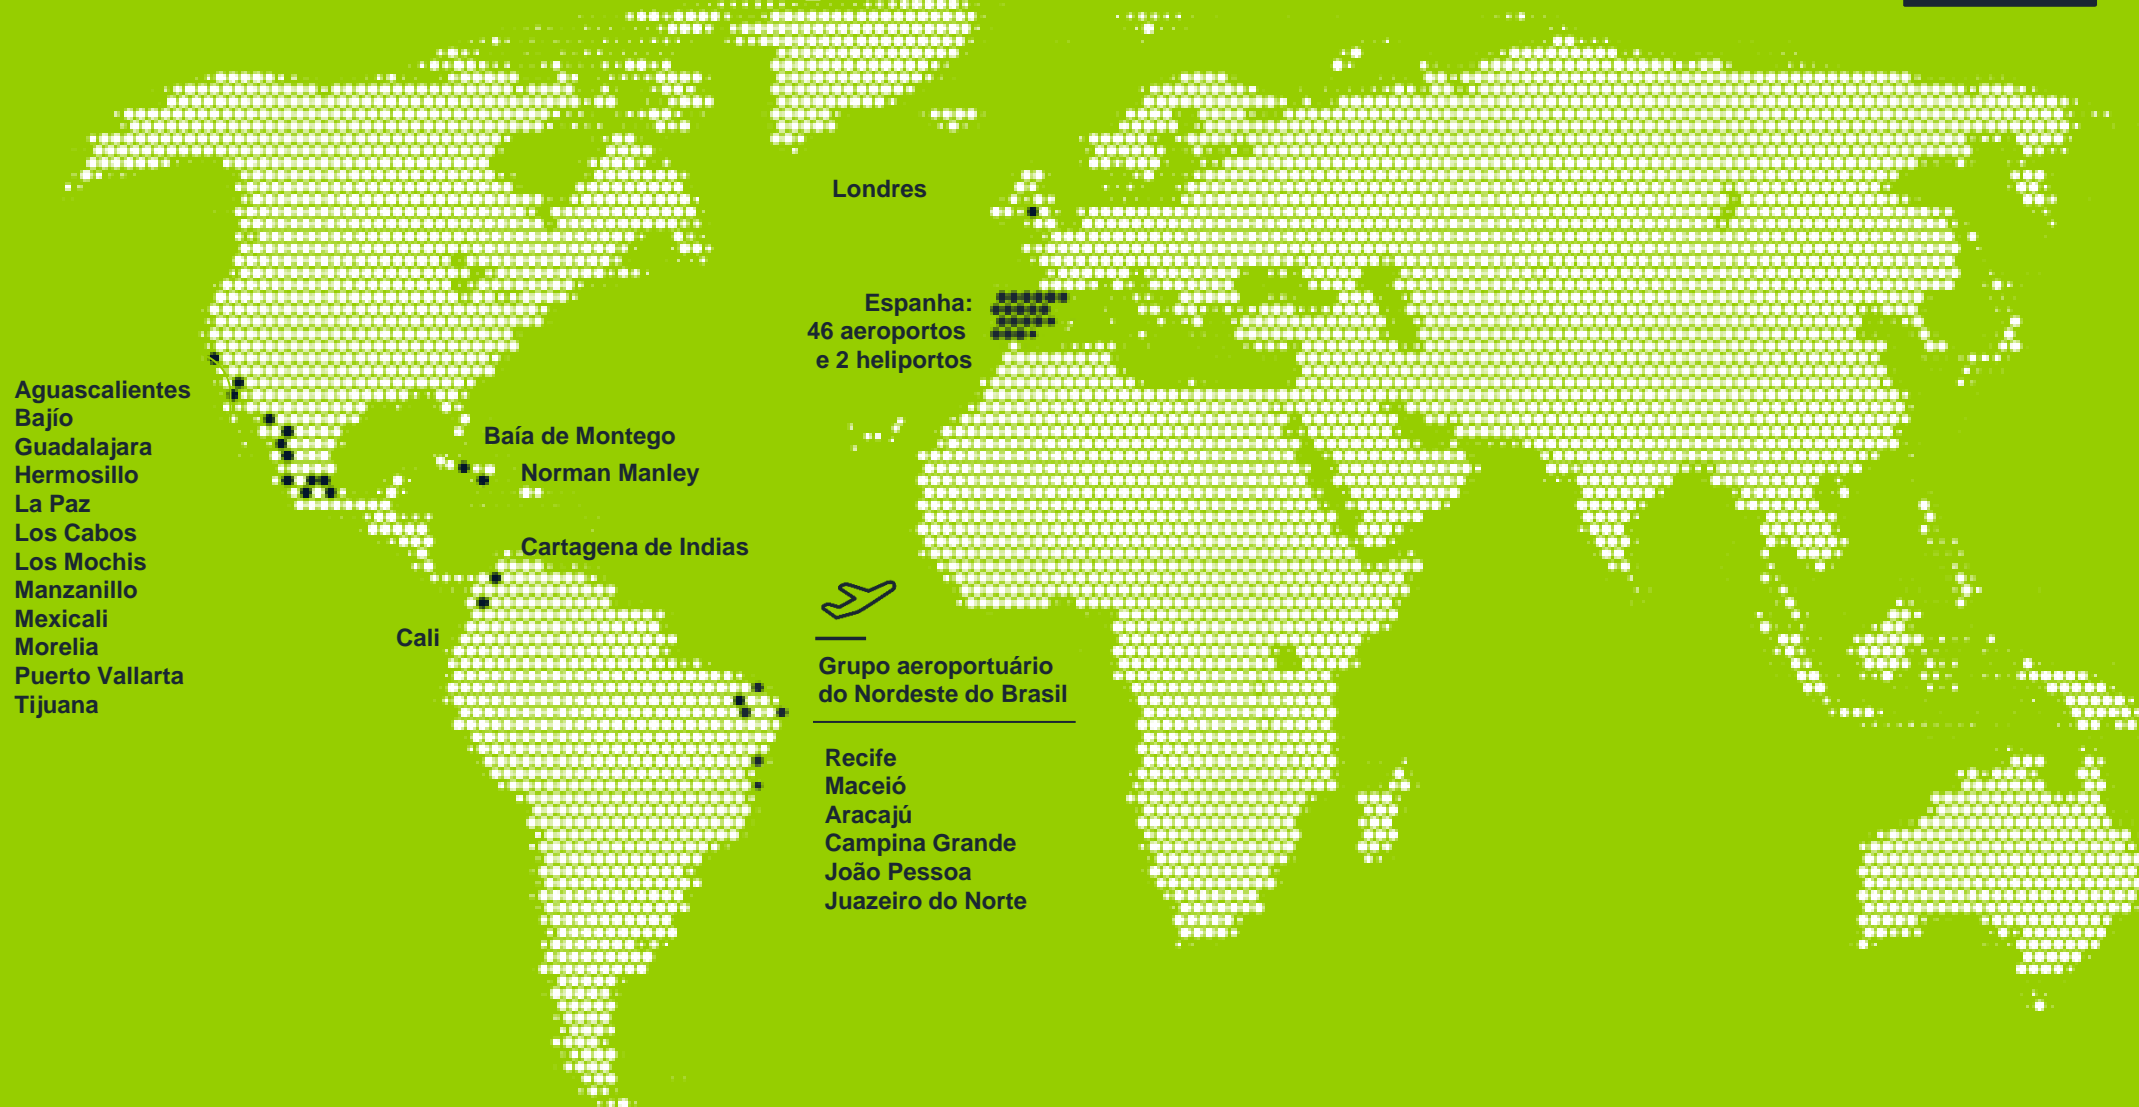 Londres
Espanha:
46 aeroportos
e 2 heliportos
Aguascalientes
Bajío
Guadalajara
Hermosillo
La Paz
Los Cabos
Los Mochis
Manzanillo
Mexicali
Morelia
Puerto Vallarta
Tijuana
Baía de Montego
Norman Manley
Cartagena de Indias
Cali
Grupo aeroportuário
do Nordeste do Brasil
Recife
Maceió
Aracajú
Campina Grande
João Pessoa
Juazeiro do Norte